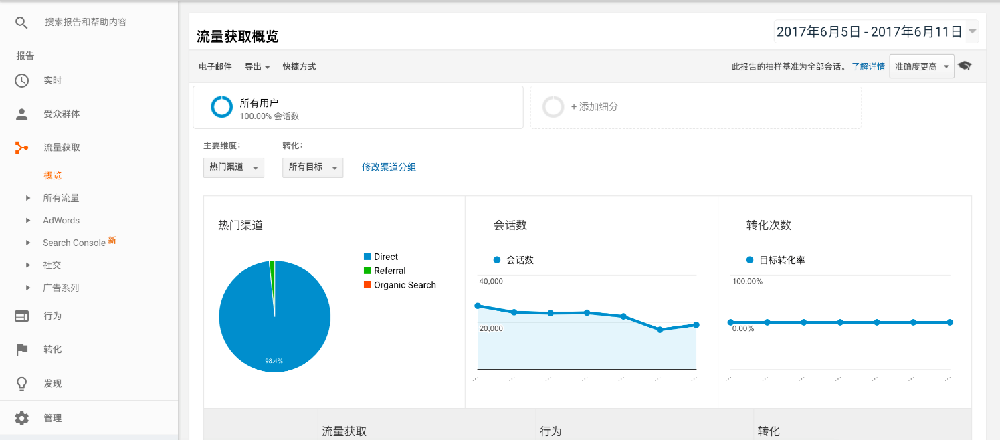 搜索报告和帮助内容
报告
实时
受众群体
流量获取
概览
所有流量
AdWords
Search Console 新
社交
广告系列
行为
转化
发现
管理
流量获取概览
2017年6月5日 - 2017年6月11日
电子邮件 导出 快捷方式
此报告的抽样基准为全部会话。 了解详情 准确度更高
所有用户
100.00% 会话数
+ 添加细分
主要维度: 转化:
热门渠道 所有目标 修改渠道分组
热门渠道
Direct
Referral
Organic Search
98.4%
会话数
会话数
40,000
20,000
转化次数
目标转化率
100.00%
0.00%
流量获取 行为 转化